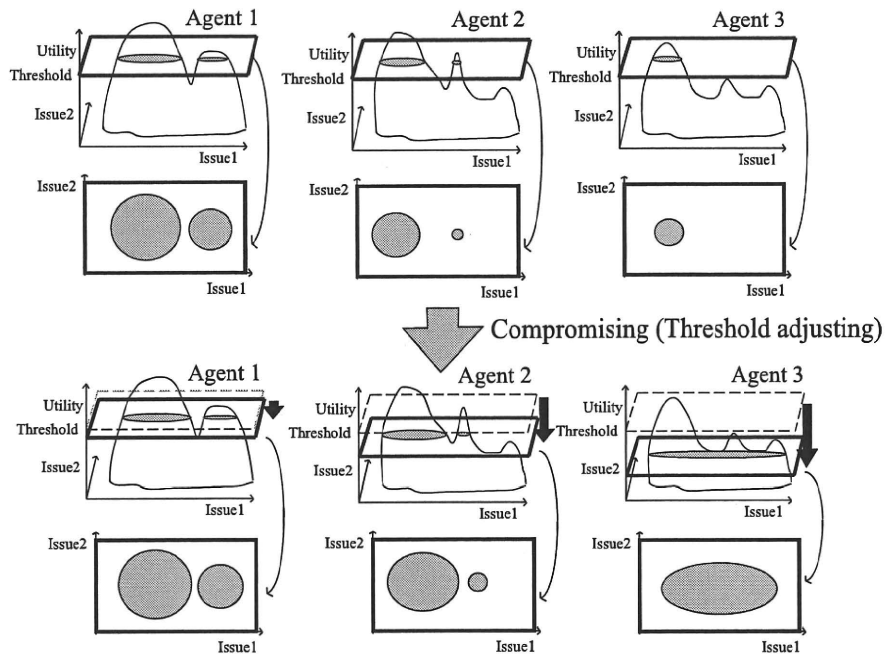 Agent 1
Agent 2
Agent 3
Utility
Threshold
Issue2
Issue1
Utility
Threshold
Issue2
Issue1
Utility
Threshold
Issue2
Issue1
Issue2
Issue1
Issue2
Issue1
Issue2
Issue1
Compromising (Threshold adjusting)
Agent 1
Agent 2
Agent 3
Utility
Threshold
Issue2
Issue1
Utility
Threshold
Issue2
Issue1
Utility
Threshold
Issue2
Issue1
Issue2
Issue1
Issue2
Issue1
Issue2
Issue1